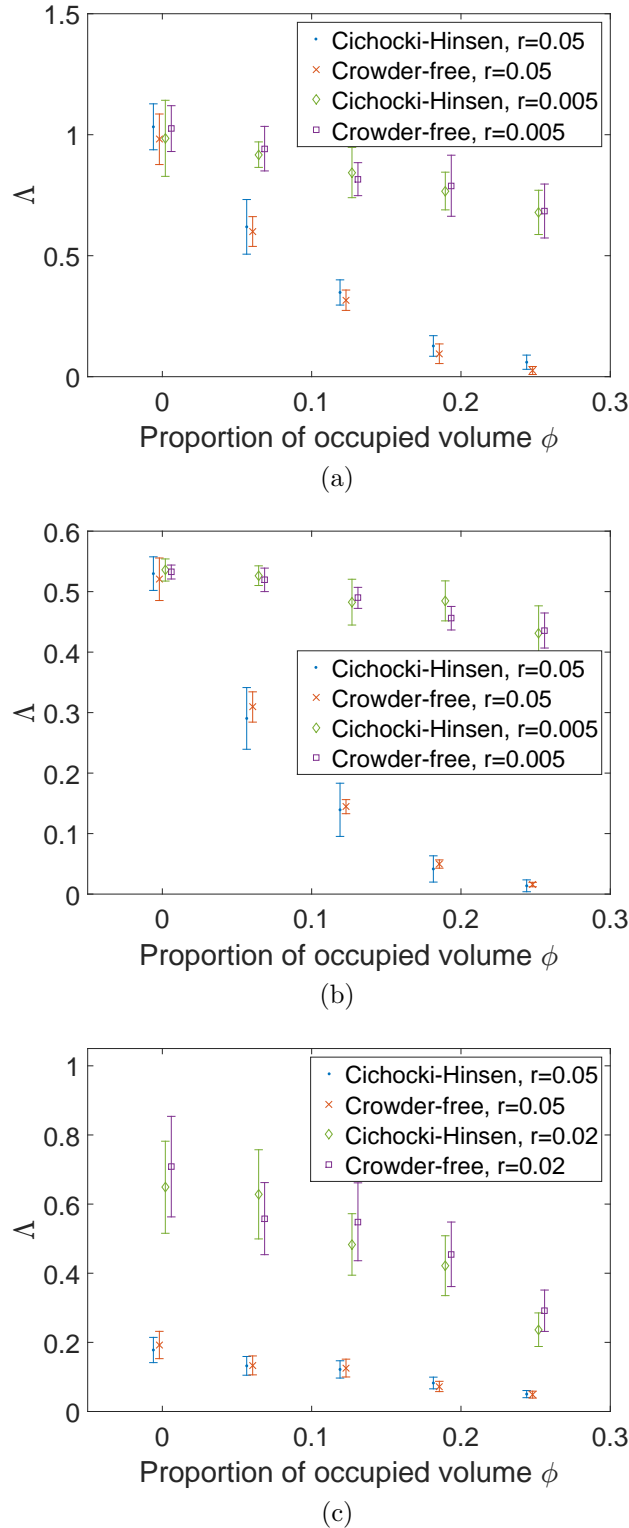 1.5
Cichocki-Hinsen, r=0.05
Crowder-free, r=0.05
Cichocki-Hinsen, r=0.005
Crowder-free, r=0.005
1
Λ
0.5
0
0 0.1 0.2 0.3
Proportion of occupied volume ϕ
(a)
0.6
0.5
0.4
Cichocki-Hinsen, r=0.05
Crowder-free, r=0.05
Cichocki-Hinsen, r=0.005
Crowder-free, r=0.005
Λ
0.3
0.2
0.1
0
0 0.1 0.2 0.3
Proportion of occupied volume ϕ
(b)
1
Cichocki-Hinsen, r=0.05
Crowder-free, r=0.05
Cichocki-Hinsen, r=0.02
Crowder-free, r=0.02
0.8
0.6
Λ
0.4
0.2
0
0 0.1 0.2 0.3
Proportion of occupied volume ϕ
(c)